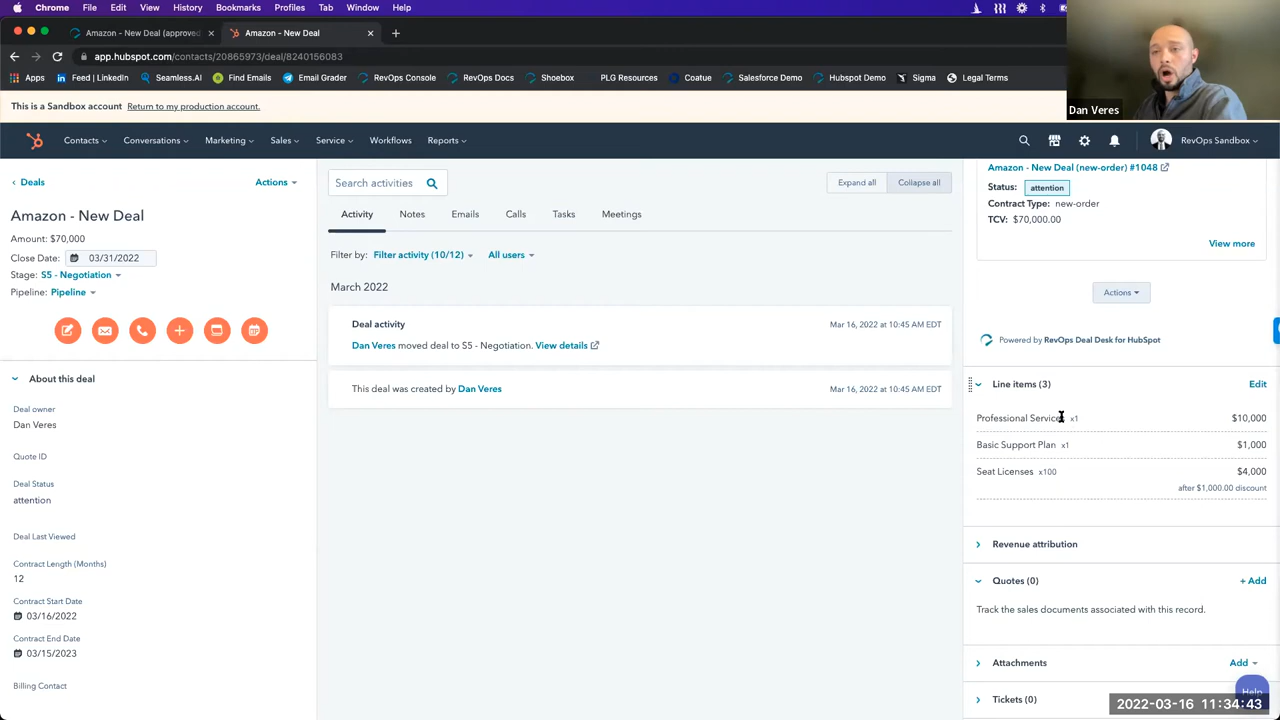 Chrome File Edit View History Bookmarks Profiles Tab Window Help
Amazon - New Deal (approved
Amazon - New Deal
app.hubspot.com/contacts/20865973/deal/8240156083
Apps Feed | LinkedIn Seamless.AI Find Emails Email Grader RevOps Console RevOps Docs Shoebox PLG Resources Coatue Salesforce Demo Hubspot Demo Sigma Legal Terms
Dan Veres
This is a Sandbox account Return to my production account.
Contacts Conversations Marketing Sales Service Workflows Reports RevOps Sandbox
Deals
Actions
Amazon - New Deal
Amount: $70,000
Close Date: 03/31/2022
Stage: S5 - Negotiation
Pipeline: Pipeline
About this deal
Deal owner
Dan Veres
Quote ID
Deal Status
attention
Deal Last Viewed
Contract Length (Months)
12
Contract Start Date
03/16/2022
Contract End Date
03/15/2023
Billing Contact
Search activities
Expand all Collapse all
Activity Notes Emails Calls Tasks Meetings
Filter by: Filter activity (10/12) All users
March 2022
Deal activity Mar 16, 2022 at 10:45 AM EDT
Dan Veres moved deal to S5 - Negotiation. View details
This deal was created by Dan Veres Mar 16, 2022 at 10:45 AM EDT
Amazon - New Deal (new-order) #1048
Status: attention
Contract Type: new-order
TCV: $70,000.00
View more
Actions
Powered by RevOps Deal Desk for HubSpot
Line items (3) Edit
Professional Services x1 $10,000
Basic Support Plan x1 $1,000
Seat Licenses x100 $4,000
after $1,000.00 discount
Revenue attribution
Quotes (0) + Add
Track the sales documents associated with this record.
Attachments Add
Tickets (0)
Help
2022-03-16 11:34:43